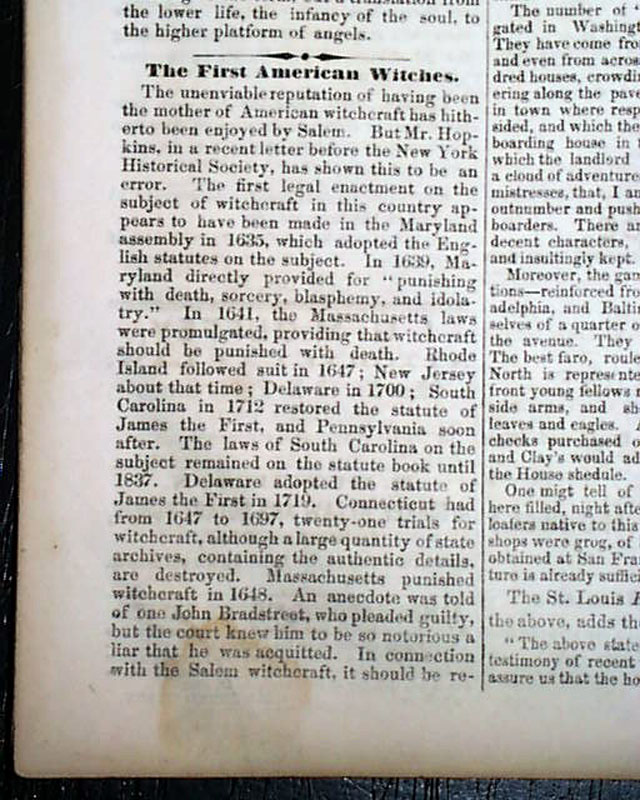 the lower life, the infancy of the soul, to
the higher platform of angels.
The First American Witches.
The unenviable reputation of having been
the mother of American witchcraft has hith-
erto been enjoyed by Salem. But Mr. Hop-
kins, in a recent letter before the New York
Historical Society, has shown this to be an
error. The first legal enactment on the
subject of witchcraft in this country ap-
pears to have been made in the Maryland
assembly in 1635, which adopted the Eng-
lish statutes on the subject. In 1639, Ma-
ryland directly provided for "punishing
with death, sorcery, blasphemy, and idola-
try." In 1641, the Massachusetts laws
were promulgated, providing that witchcraft
should be punished with death. Rhode
Island followed suit in 1647; New Jersey
about that time; Delaware in 1700; South
Carolina in 1712 restored the statute of
James the First, and Pennsylvania soon
after. The laws of South Carolina on the
subject remained on the statute book until
1837. Delaware adopted the statute of
James the First in 1719. Connecticut had
from 1647 to 1697, twenty-one trials for
witchcraft, although a large quantity of state
archives, containing the authentic details,
are destroyed. Massachusetts punished
witchcraft in 1648. An anecdote was told
of one John Bradstreet, who pleaded guilty,
but the court knew him to be so notorious a
liar that he was acquitted. In connection
with the Salem witchcraft, it should be re-
The number of
gated in Washingt
They have come fro
and even from acros
dred houses, crowdin
ering along the pave
in town where resp
sided, and which the
boarding house in t
which the landlord
a cloud of adventure
mistresses, that, I am
outnumber and push
boarders. There ar
decent characters,
and insultingly kept.
Moreover, the gam
tions—reinforced fro
adelphia, and Balti
selves of a quarter o
the avenue. They
The best faro, roule
North is represente
front young fellows
side arms, and sh
leaves and eagles.
checks purchased o
and Clay's would ad
the House shedule.
One migt tell of
here filled, night afte
loafers native to this
shops were grog, of
obtained at San Fra
ture is already suffici
The St. Louis
the above, adds th
"The above state
testimony of recent
assure us that the ho